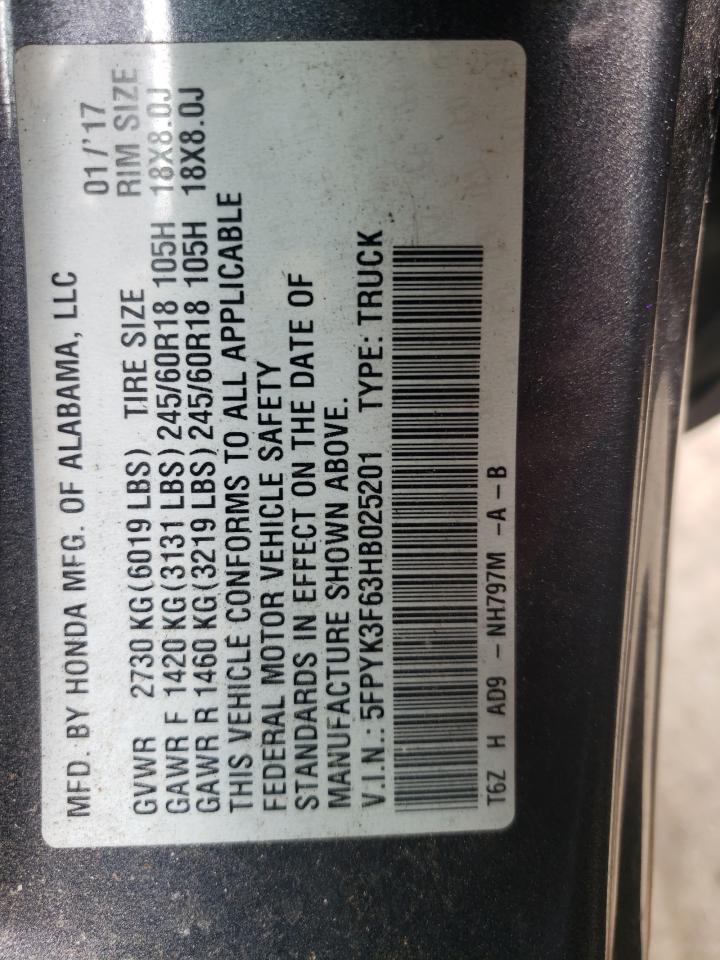 MFD. BY HONDA MFG. OF ALABAMA, LLC 01/'17
GVWR 2730 KG(6019 LBS) TIRE SIZE RIM SIZE
GAWR F 1420 KG(3131 LBS) 245/60R18 105H 18X8.0J
GAWR R 1460 KG(3219 LBS) 245/60R18 105H 18X8.0J
THIS VEHICLE CONFORMS TO ALL APPLICABLE
FEDERAL MOTOR VEHICLE SAFETY
STANDARDS IN EFFECT ON THE DATE OF
MANUFACTURE SHOWN ABOVE.
V.I.N.: 5FPYK3F63HB025201 TYPE: TRUCK
T6Z H AD9 - NH797M -A - B